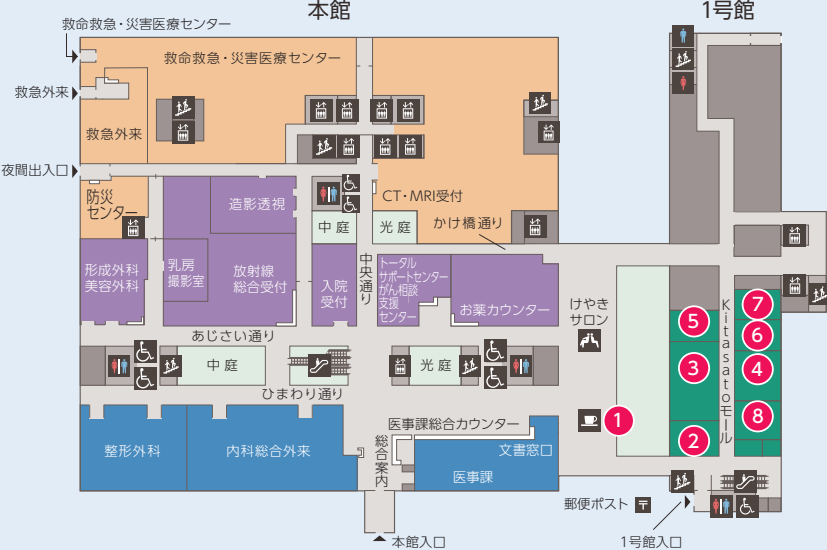 本館
1号館
救命救急・災害医療センター
救命救急・災害医療センター
救急外来
救急外来
夜間出入口
防災
センター
造影透視
CT・MRI受付
中庭
光庭
かけ橋通り
形成外科
美容外科
乳房
撮影室
放射線
総合受付
入院
受付
中央通り
トータル
サポートセンター
がん相談
支援
センター
お薬カウンター
けやき
サロン
Kitasatoモール
⑦
⑤
⑥
③
④
⑧
①
②
あじさい通り
中庭
光庭
ひまわり通り
医事課総合カウンター
整形外科
内科総合外来
総合案内
文書窓口
医事課
郵便ポスト
〒
本館入口
1号館入口